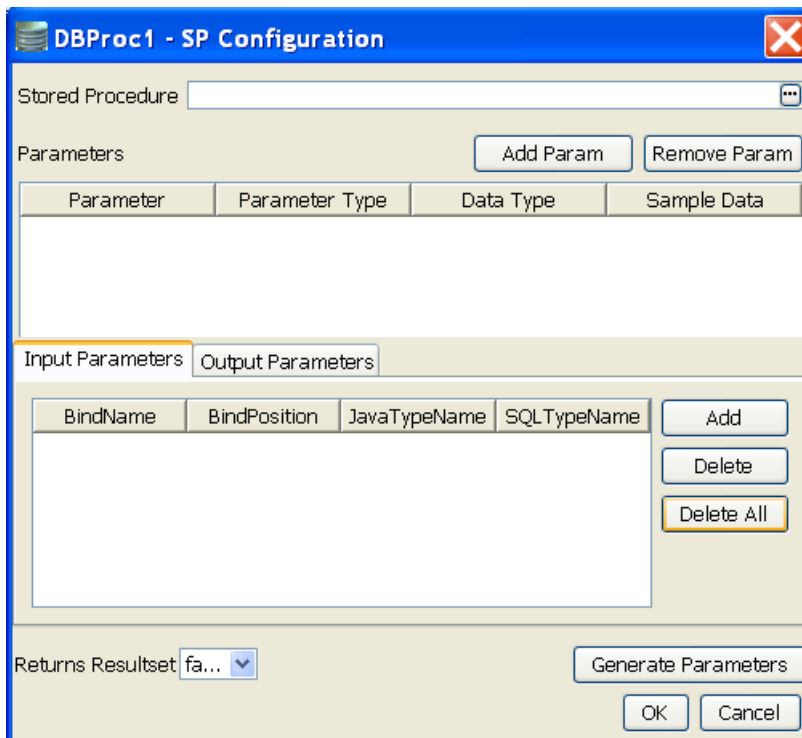 DBProc1 - SP Configuration
Stored Procedure
Parameters Add Param Remove Param
Parameter Parameter Type Data Type Sample Data
Input Parameters Output Parameters
BindName BindPosition JavaTypeName SQLTypeName Add
Delete
Delete All
Returns Resultset fa... Generate Parameters
OK Cancel